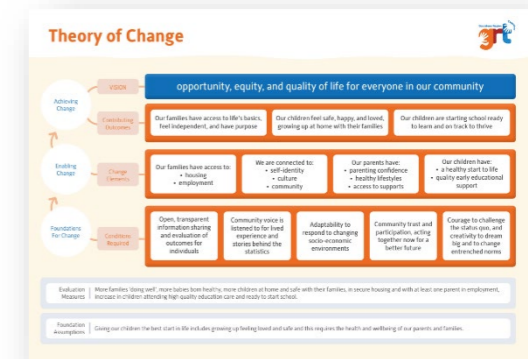 Theory of Change
grt
VISION
opportunity, equity, and quality of life for everyone in our community
Achieving
Change
Contributing
Outcomes
Our families have access to life's basics,
feel independent, and have purpose
Our children feel safe, happy, and loved,
growing up at home with their families
Our children are starting school ready
to learn and on track to thrive
Enabling
Change
Change
Elements
Our families have access to:
• housing
• employment
We are connected to:
• self-identity
• culture
• community
Our parents have:
• parenting confidence
• healthy lifestyles
• access to supports
Our children have:
• a healthy start to life
• quality early educational
support
Foundations
For Change
Conditions
Required
Open, transparent
information sharing
and evaluation of
outcomes for
individuals
Community voice is
listened to for lived
experience and
stories behind the
statistics
Adaptability to
respond to changing
socio-economic
environments
Community trust and
participation, acting
together now for a
better future
Courage to challenge
the status quo, and
creativity to dream
big and to change
entrenched norms
Evaluation
Measures
More families 'doing well', more babies born healthy, more children at home and safe with their families, in secure housing and with at least one parent in employment,
increase in children attending high quality education care and ready to start school.
Foundation
Assumptions
Giving our children the best start in life includes growing up feeling loved and safe and this requires the health and wellbeing of our parents and families.